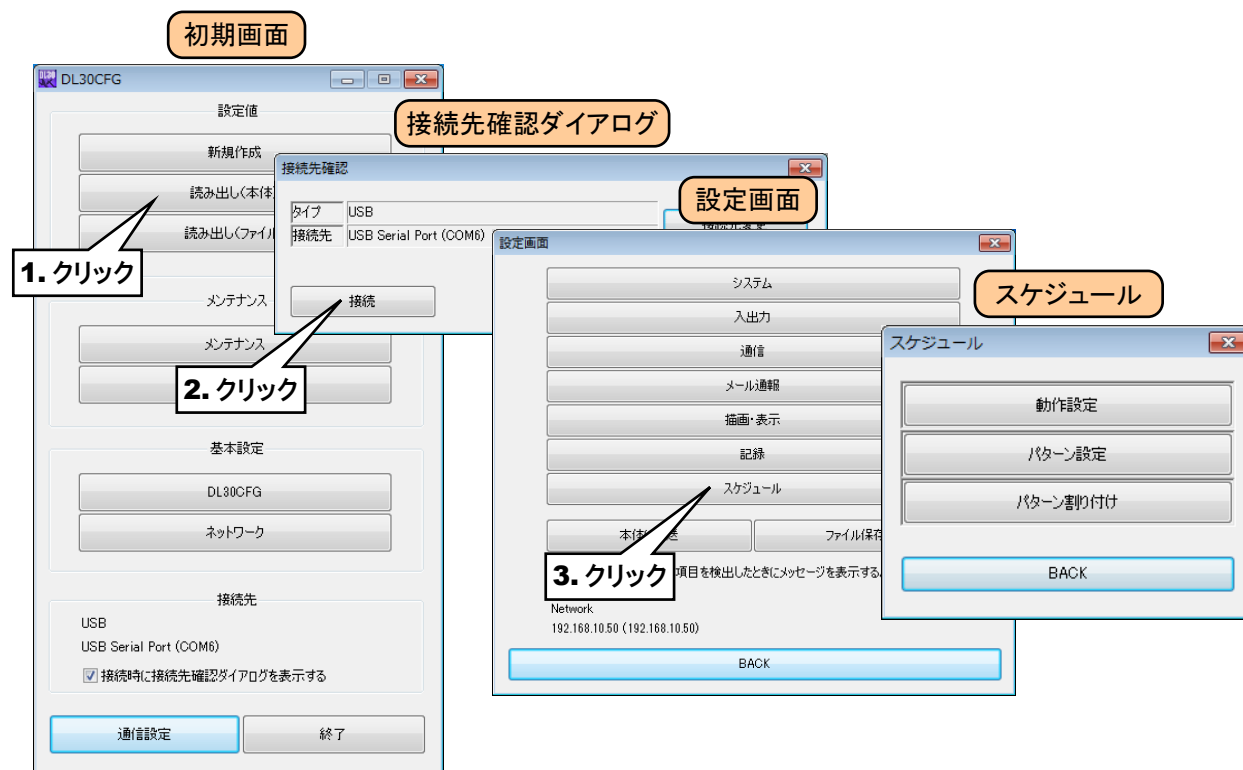 初期画面
DL30CFG
設定値
新規作成
読み出し(本体)
読み出し(ファイル
1. クリック
メンテナンス
メンテナンス
基本設定
DL30CFG
ネットワーク
接続先
USB
USB Serial Port (COM6)
接続時に接続先確認ダイアログを表示する
通信設定
終了
接続先確認ダイアログ
接続先確認
タイプ USB
接続先 USB Serial Port (COM6)
接続
2. クリック
設定画面
設定画面
システム
入出力
通信
メール通報
描画・表示
記録
スケジュール
ファイル保存
3. クリック
項目を検出したときにメッセージを表示する
Network
192.168.10.50 (192.168.10.50)
BACK
スケジュール
スケジュール
動作設定
パターン設定
パターン割り付け
BACK